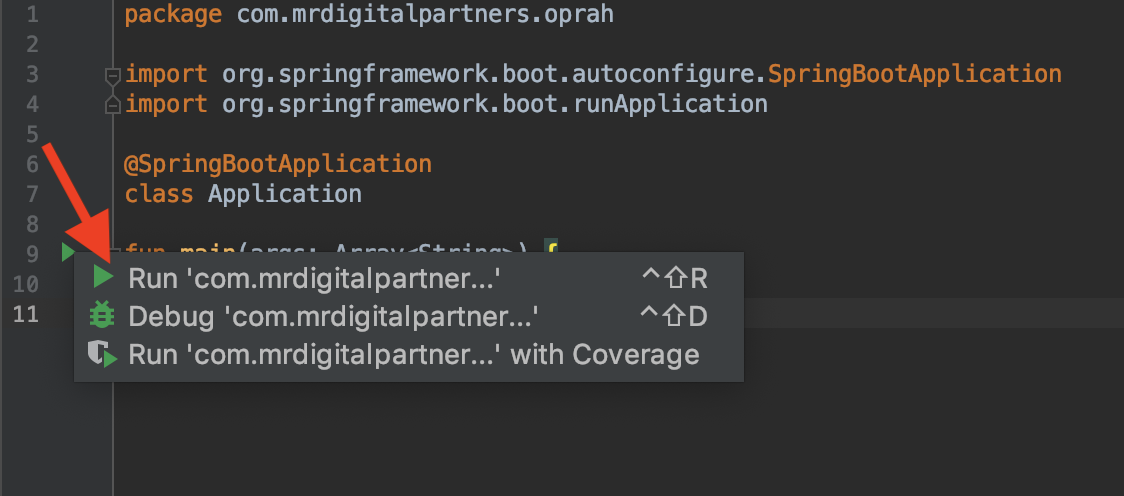 1 package com.mrdigitalpartners.oprah
2
3 import org.springframework.boot.autoconfigure.SpringBootApplication
4 import org.springframework.boot.runApplication
5
6 @SpringBootApplication
7 class Application
8
9 fun main(args: Array<String>) {
10
11
Run 'com.mrdigitalpartner...' ^⇧R
Debug 'com.mrdigitalpartner...' ^⇧D
Run 'com.mrdigitalpartner...' with Coverage